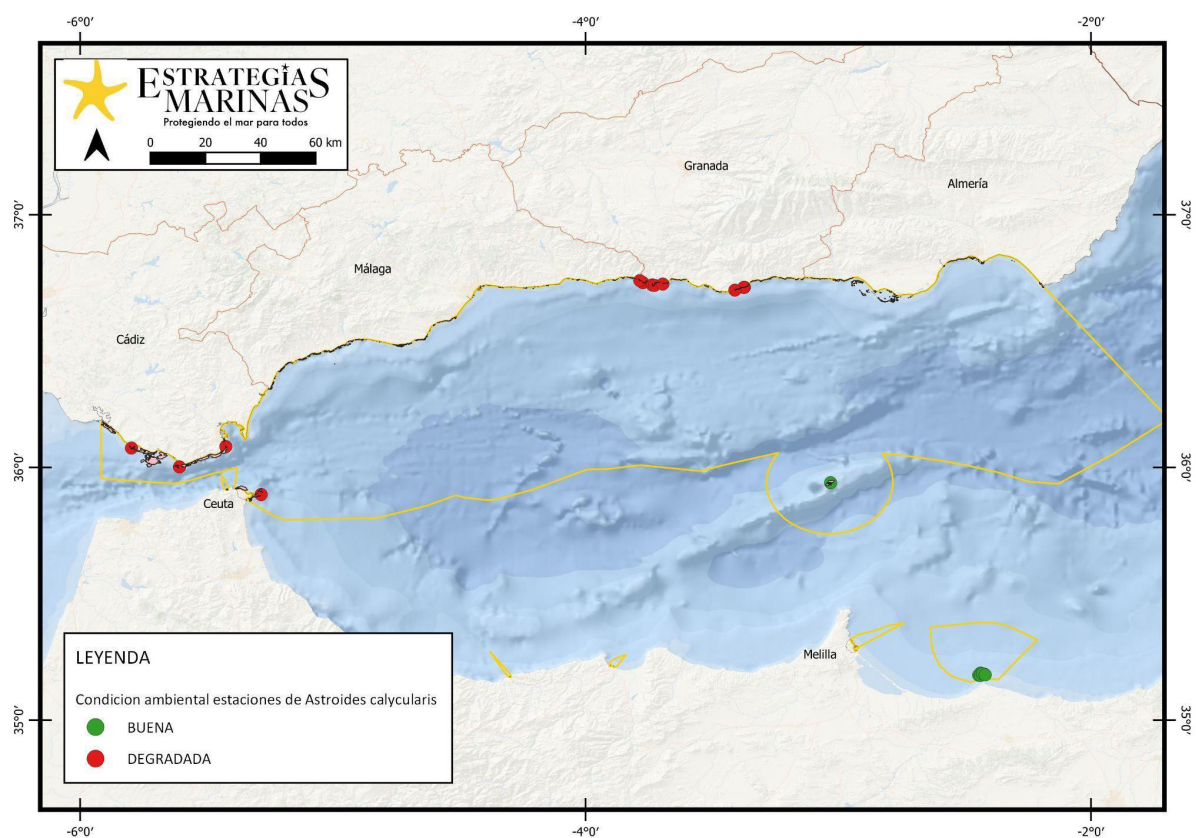 -6°0'
-4°0'
-2°0'
ESTRATEGIAS
MARINAS
Protegiendo el mar para todos
0 20 40 60 km
Granada
Almería
37°0'
37°0'
Málaga
Cádiz
36°0'
36°0'
Ceuta
Melilla
LEYENDA
Condicion ambiental estaciones de Astroides calycularis
BUENA
DEGRADADA
35°0'
35°0'
-6°0'
-4°0'
-2°0'